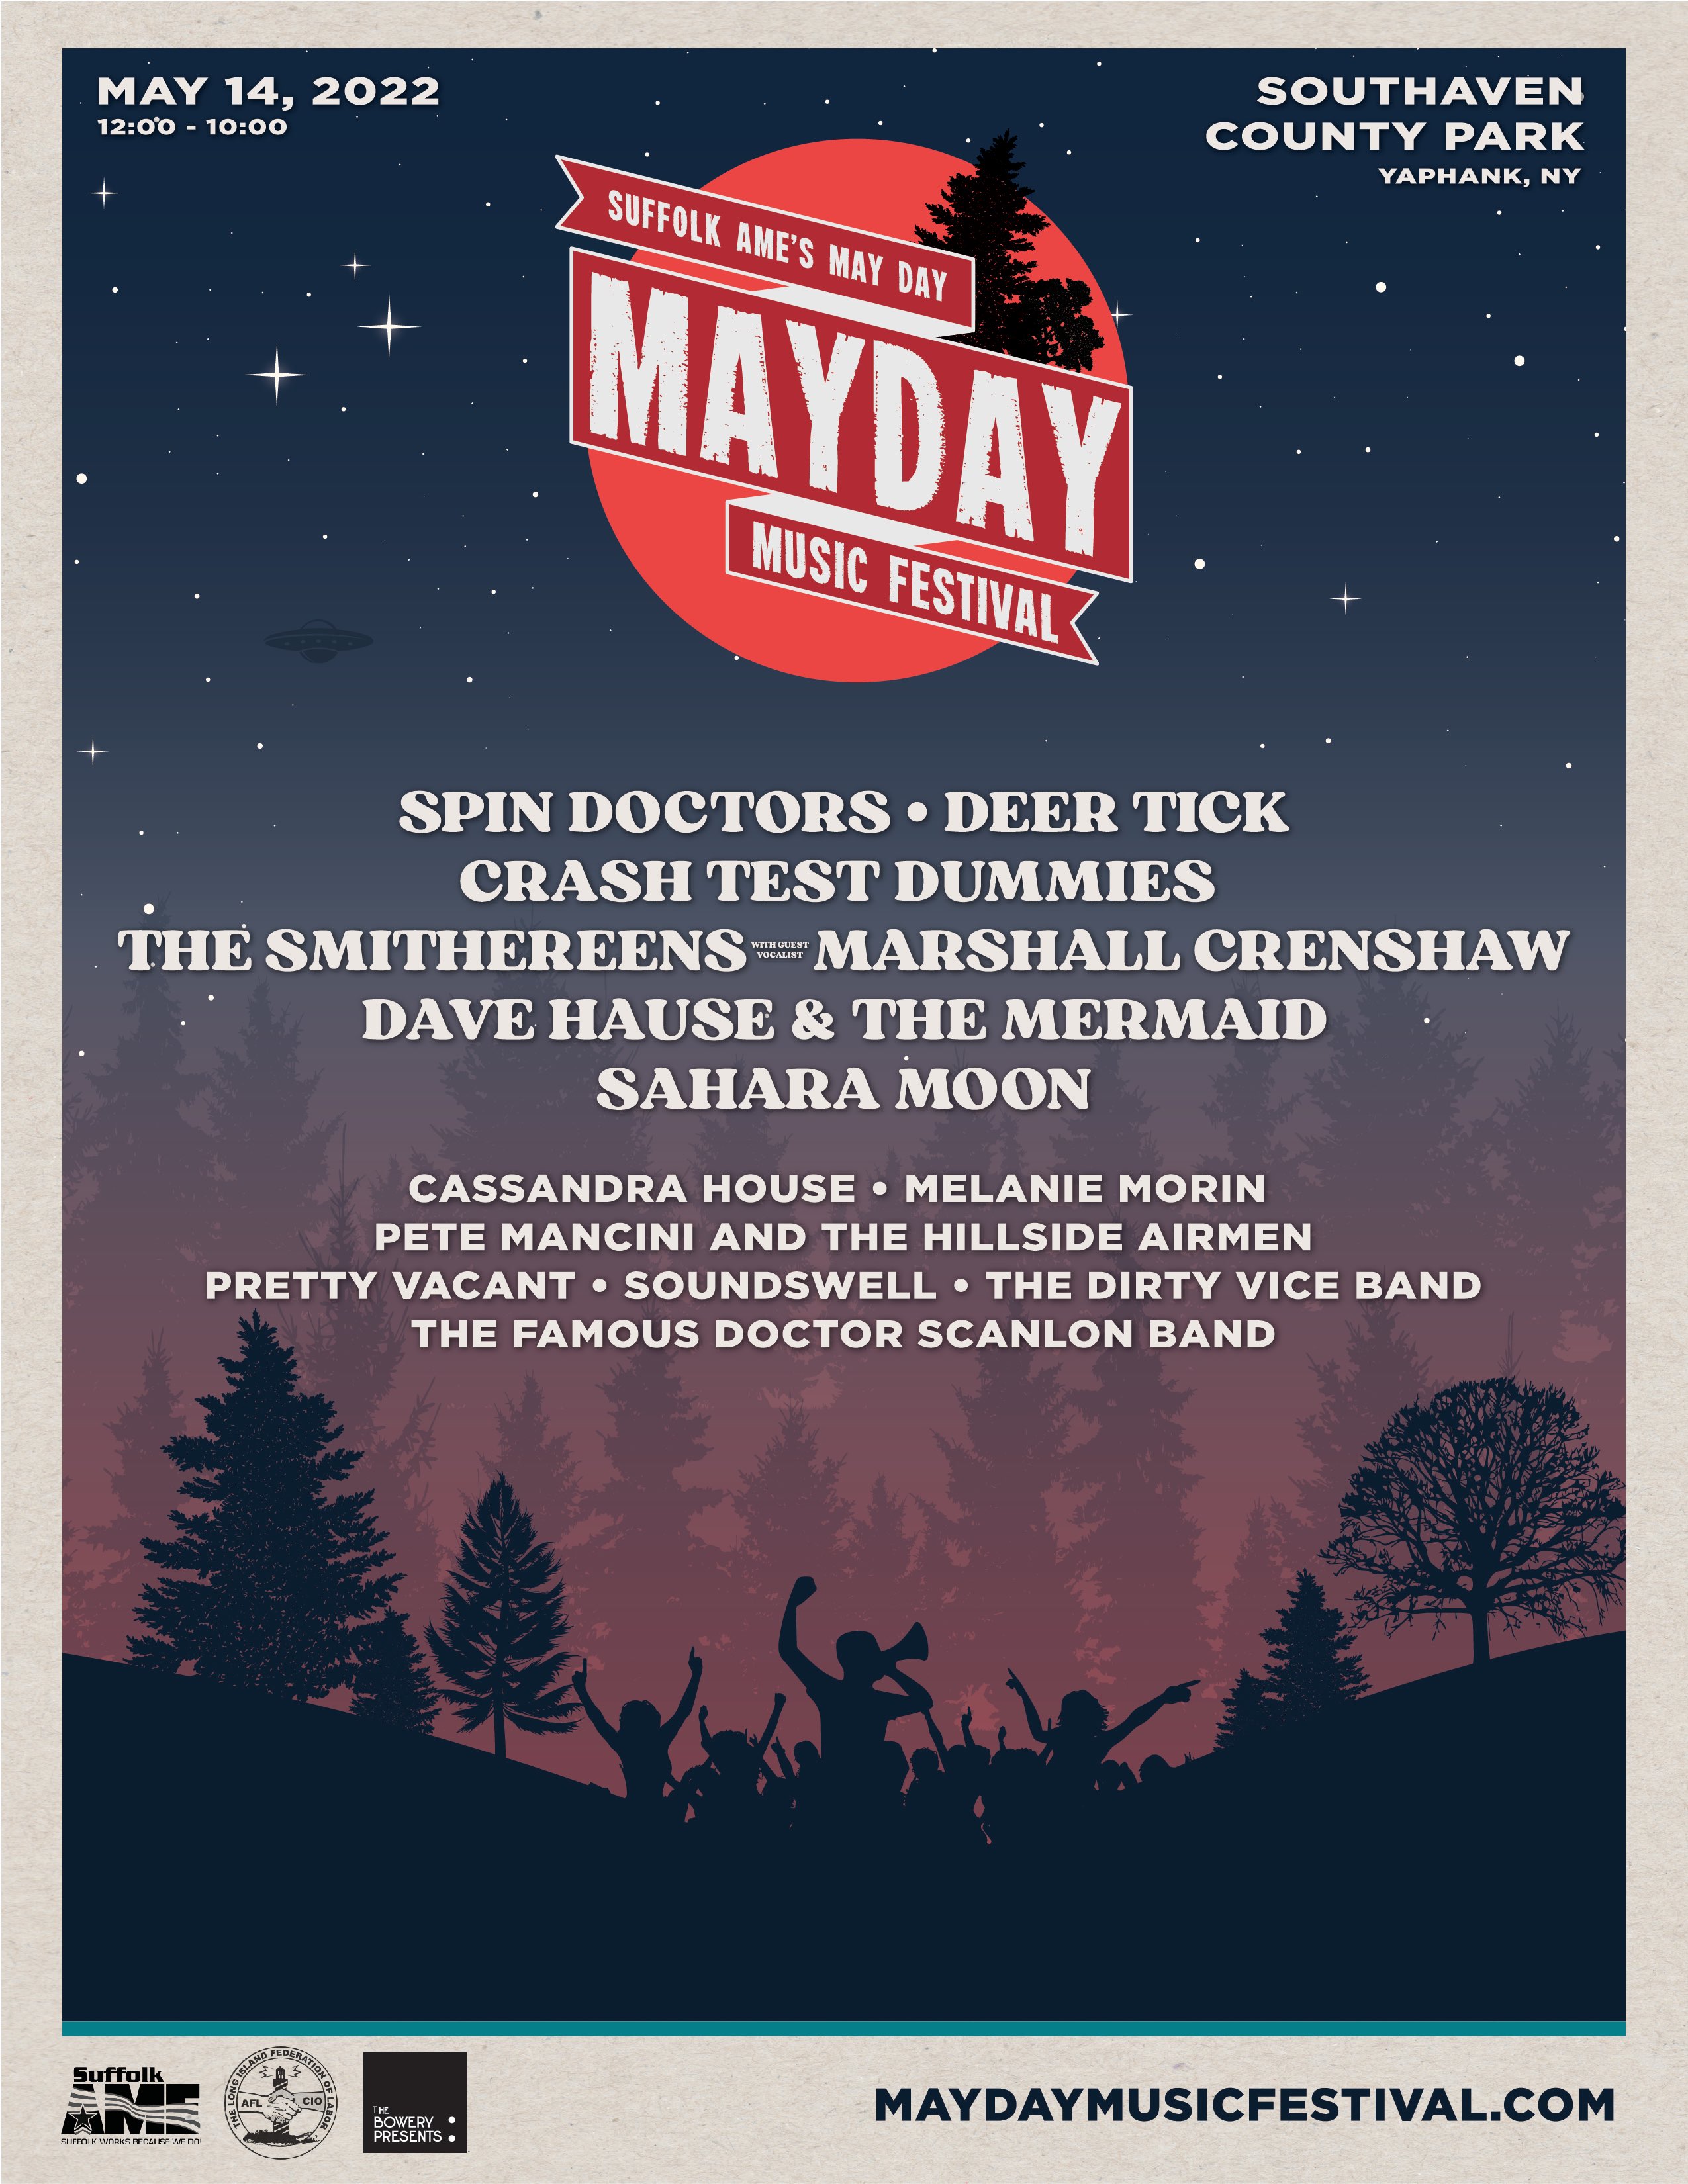 MAY 14, 2022
12:00 - 10:00
SOUTHAVEN
COUNTY PARK
YAPHANK, NY
SUFFOLK AME'S MAY DAY
MAYDAY
MUSIC FESTIVAL
SPIN DOCTORS • DEER TICK
CRASH TEST DUMMIES
THE SMITHEREENS WITH GUEST VOCALIST MARSHALL CRENSHAW
DAVE HAUSE & THE MERMAID
SAHARA MOON
CASSANDRA HOUSE • MELANIE MORIN
PETE MANCINI AND THE HILLSIDE AIRMEN
PRETTY VACANT • SOUNDSWELL • THE DIRTY VICE BAND
THE FAMOUS DOCTOR SCANLON BAND
Suffolk
AME
SUFFOLK WORKS BECAUSE WE DO!
THE LONG ISLAND FEDERATION OF LABOR
AFL CIO
THE
BOWERY
PRESENTS
MAYDAYMUSICFESTIVAL.COM